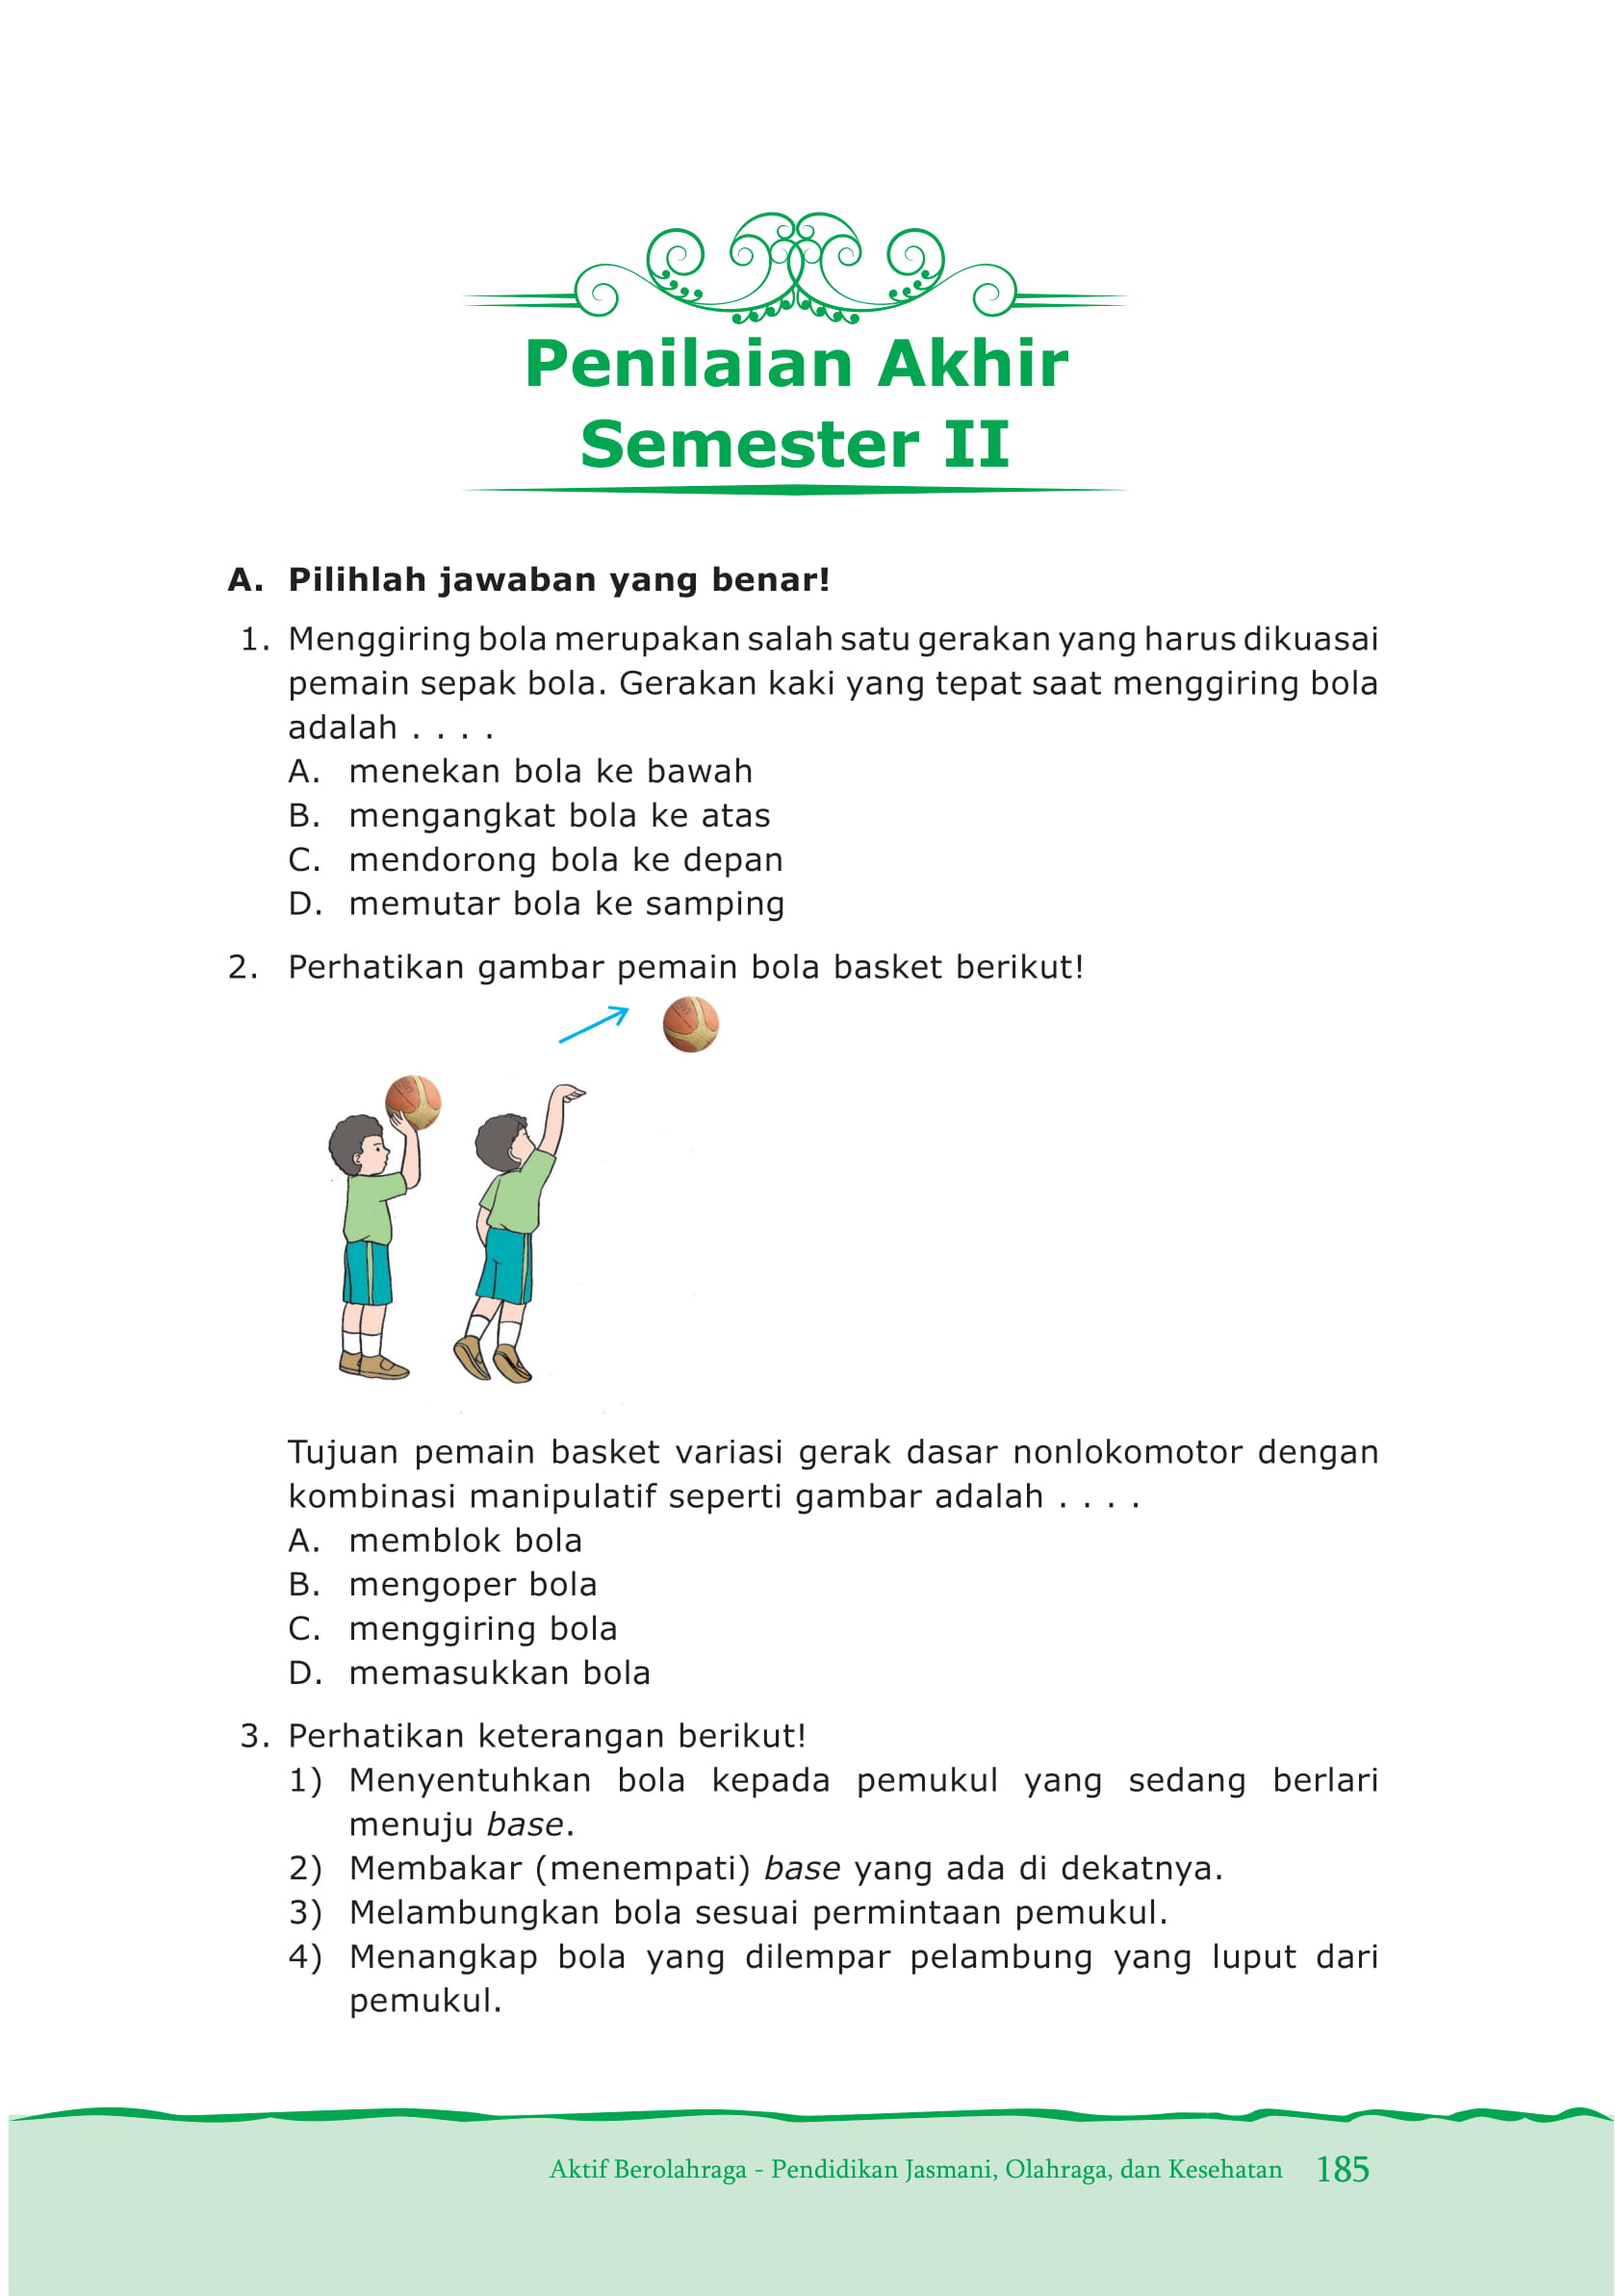 Penilaian Akhir
Semester II
A. Pilihlah jawaban yang benar!
1. Menggiring bola merupakan salah satu gerakan yang harus dikuasai
pemain sepak bola. Gerakan kaki yang tepat saat menggiring bola
adalah . . . .
A. menekan bola ke bawah
B. mengangkat bola ke atas
C. mendorong bola ke depan
D. memutar bola ke samping
2. Perhatikan gambar pemain bola basket berikut!
Tujuan pemain basket variasi gerak dasar nonlokomotor dengan
kombinasi manipulatif seperti gambar adalah . . . .
A. memblok bola
B. mengoper bola
C. menggiring bola
D. memasukkan bola
3. Perhatikan keterangan berikut!
1) Menyentuhkan bola kepada pemukul yang sedang berlari
menuju base.
2) Membakar (menempati) base yang ada di dekatnya.
3) Melambungkan bola sesuai permintaan pemukul.
4) Menangkap bola yang dilempar pelambung yang luput dari
pemukul.
Aktif Berolahraga - Pendidikan Jasmani, Olahraga, dan Kesehatan 185